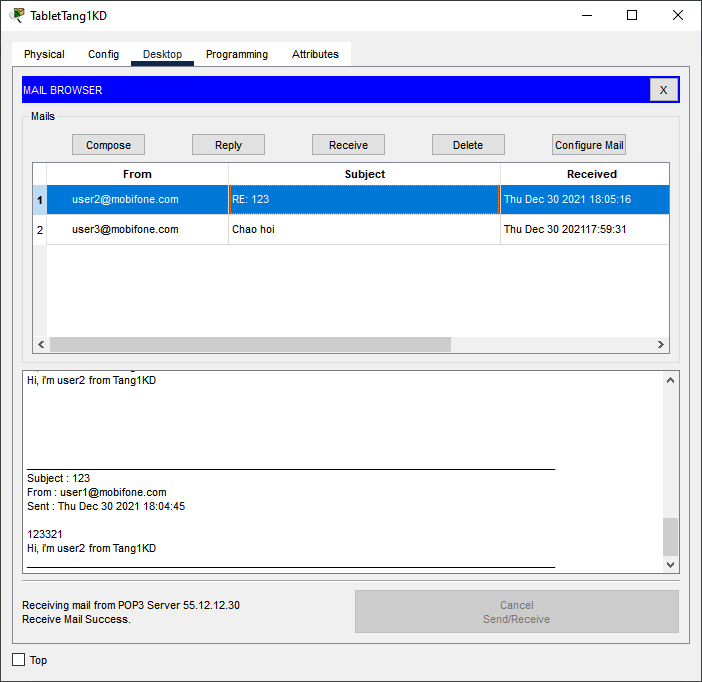 TabletTang1KD
Physical Config Desktop Programming Attributes
MAIL BROWSER X
Mails
Compose Reply Receive Delete Configure Mail
From Subject Received
1 user2@mobifone.com RE: 123 Thu Dec 30 2021 18:05:16
2 user3@mobifone.com Chao hoi Thu Dec 30 202117:59:31
Hi, i'm user2 from Tang1KD
Subject : 123
From : user1@mobifone.com
Sent : Thu Dec 30 2021 18:04:45
123321
Hi, i'm user2 from Tang1KD
Receiving mail from POP3 Server 55.12.12.30
Receive Mail Success.
Cancel
Send/Receive
Top